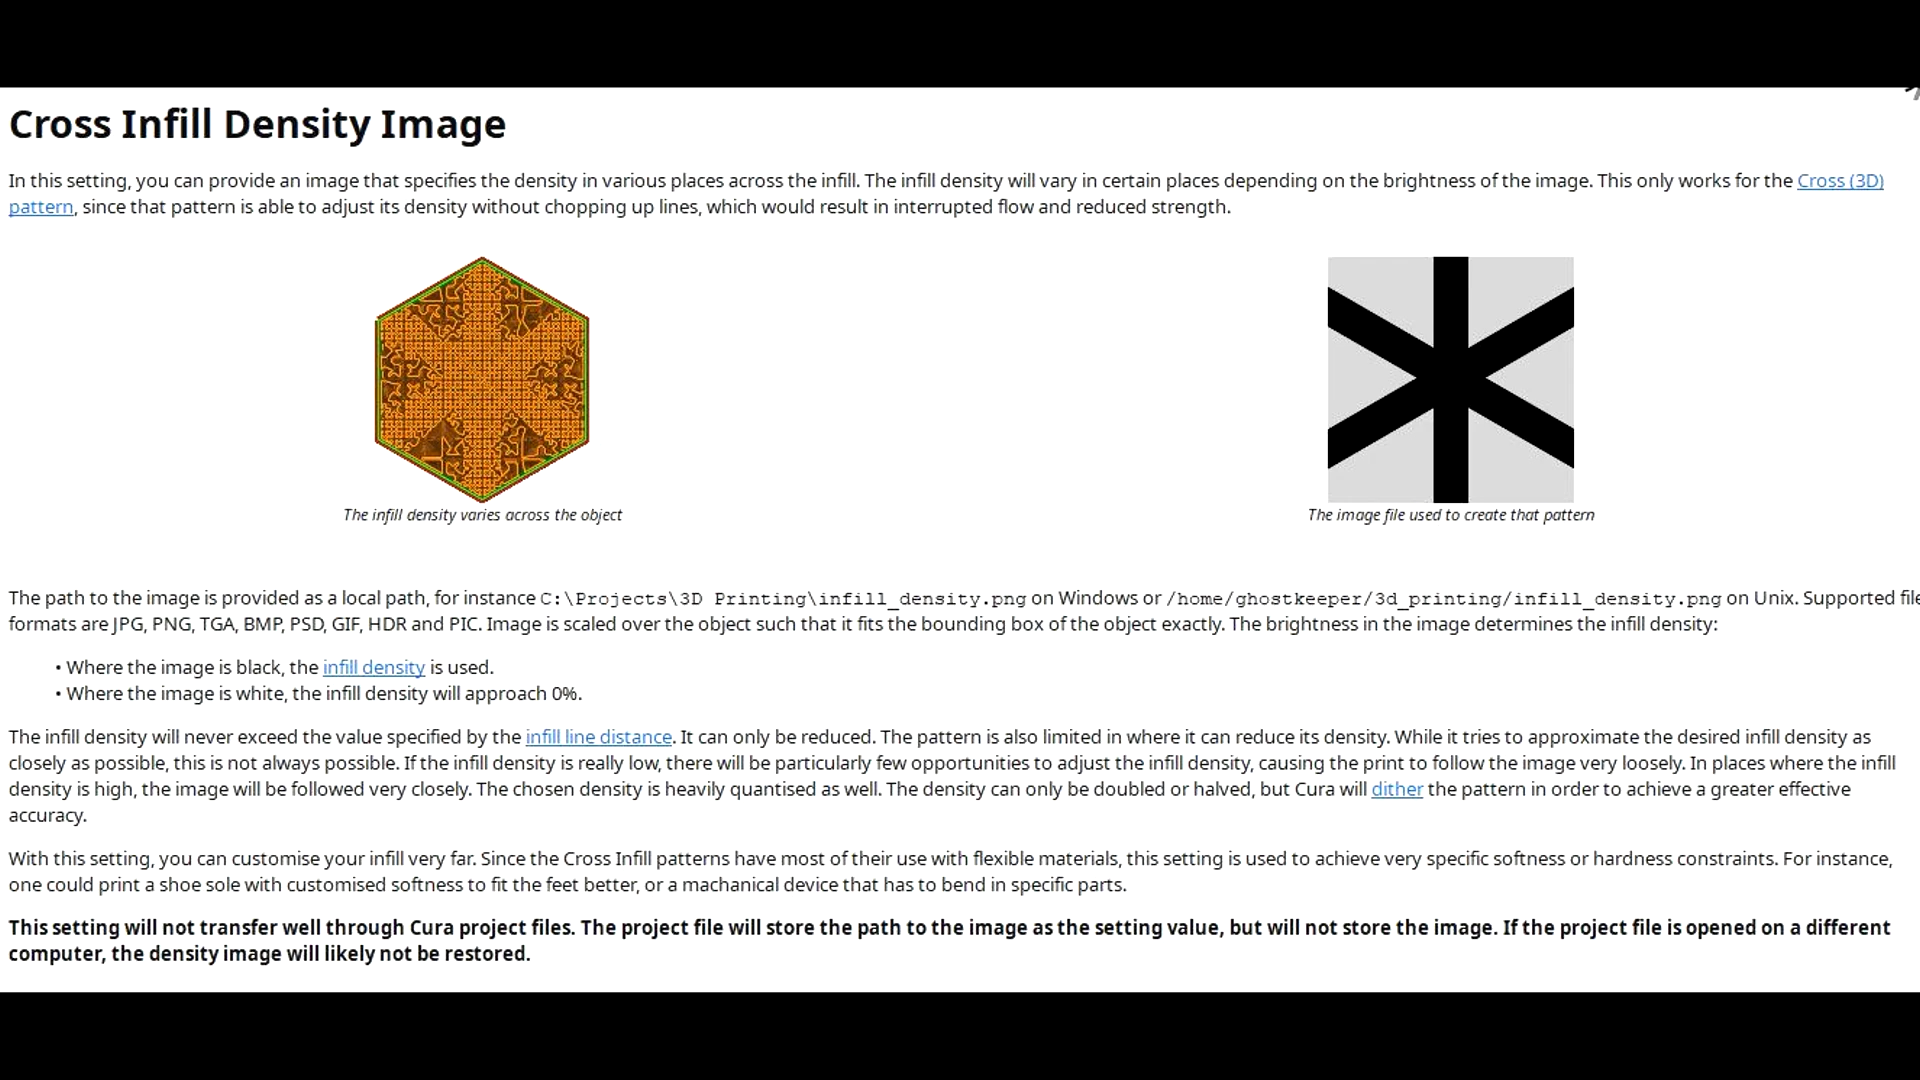 Cross Infill Density Image
In this setting, you can provide an image that specifies the density in various places across the infill. The infill density will vary in certain places depending on the brightness of the image. This only works for the Cross (3D)
pattern, since that pattern is able to adjust its density without chopping up lines, which would result in interrupted flow and reduced strength.
The infill density varies across the object
The image file used to create that pattern
The path to the image is provided as a local path, for instance C:\Projects\3D Printing\infill_density.png on Windows or /home/ghostkeeper/3d_printing/infill_density.png on Unix. Supported file
formats are JPG, PNG, TGA, BMP, PSD, GIF, HDR and PIC. Image is scaled over the object such that it fits the bounding box of the object exactly. The brightness in the image determines the infill density:
• Where the image is black, the infill density is used.
• Where the image is white, the infill density will approach 0%.
The infill density will never exceed the value specified by the infill line distance. It can only be reduced. The pattern is also limited in where it can reduce its density. While it tries to approximate the desired infill density as
closely as possible, this is not always possible. If the infill density is really low, there will be particularly few opportunities to adjust the infill density, causing the print to follow the image very loosely. In places where the infill
density is high, the image will be followed very closely. The chosen density is heavily quantised as well. The density can only be doubled or halved, but Cura will dither the pattern in order to achieve a greater effective
accuracy.
With this setting, you can customise your infill very far. Since the Cross Infill patterns have most of their use with flexible materials, this setting is used to achieve very specific softness or hardness constraints. For instance,
one could print a shoe sole with customised softness to fit the feet better, or a machanical device that has to bend in specific parts.
This setting will not transfer well through Cura project files. The project file will store the path to the image as the setting value, but will not store the image. If the project file is opened on a different
computer, the density image will likely not be restored.